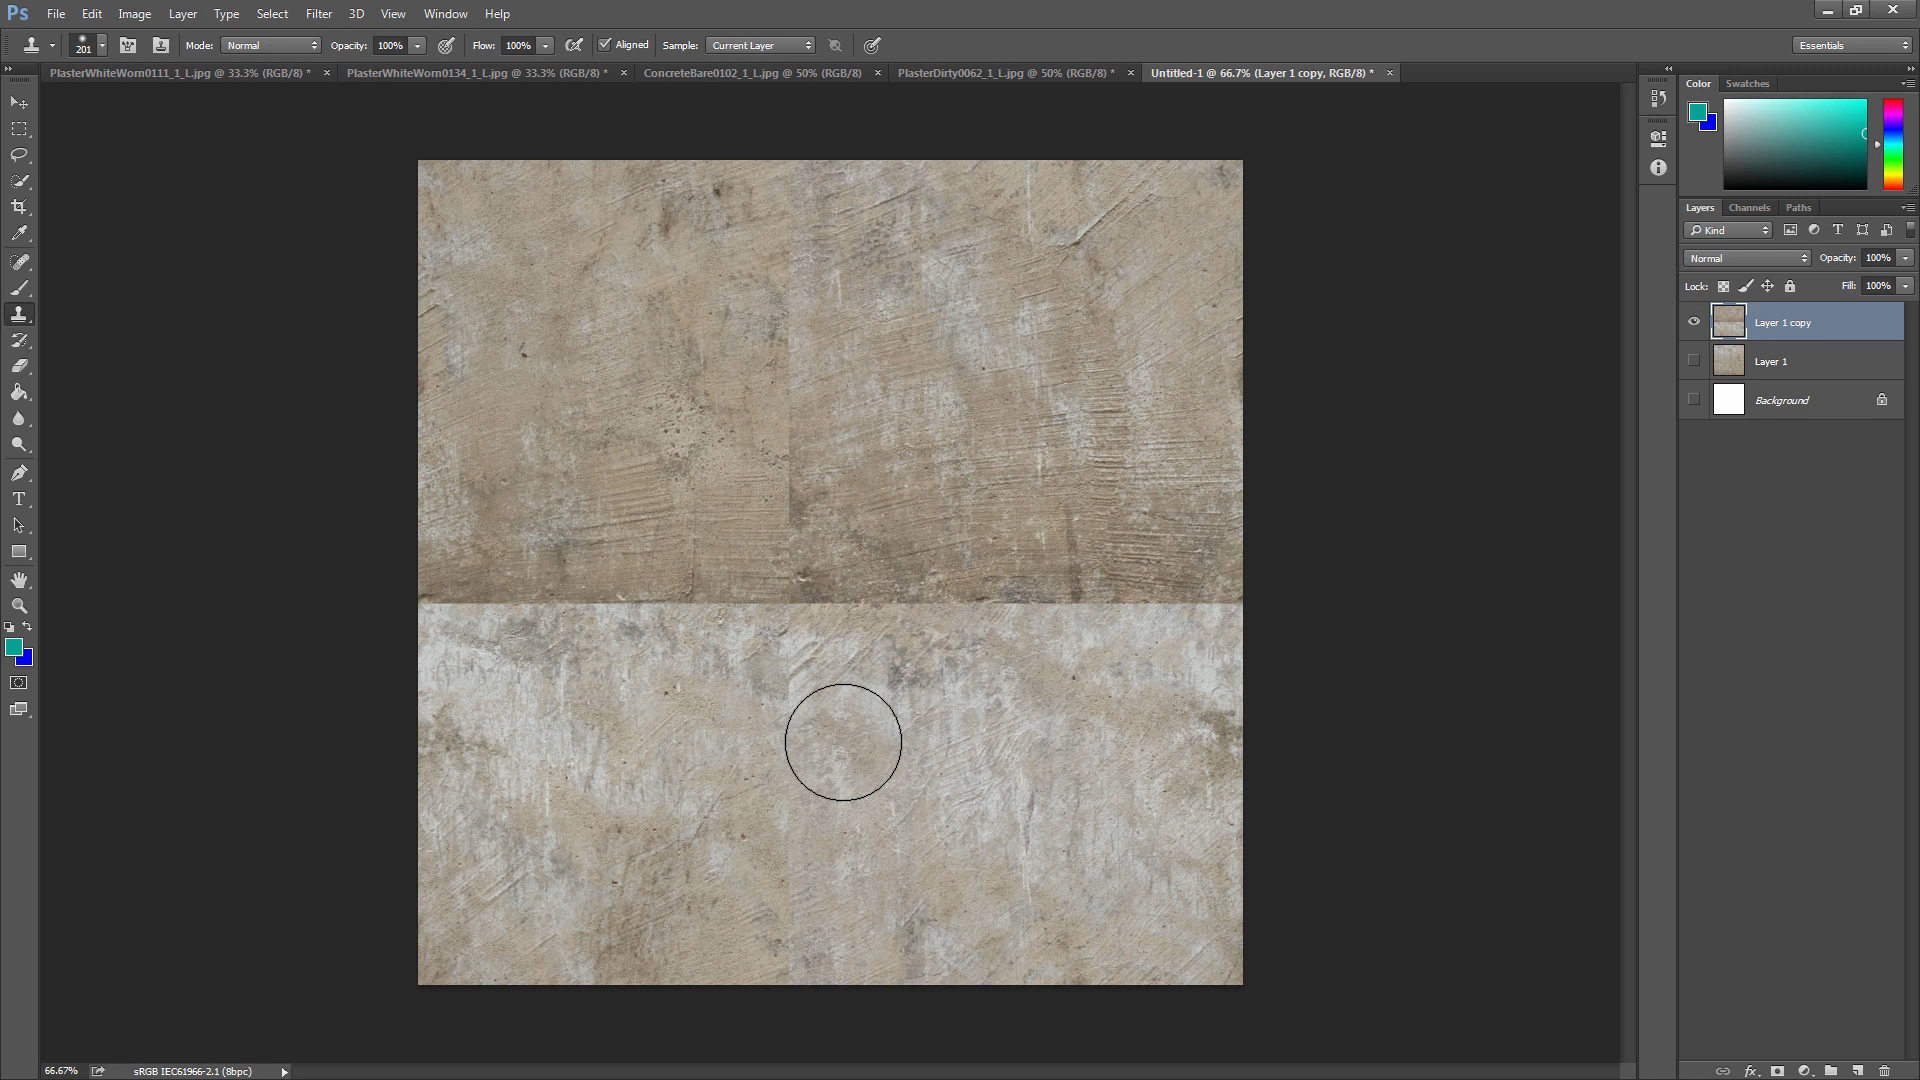 Ps File Edit Image Layer Type Select Filter 3D View Window Help
201 Mode: Normal Opacity: 100% Flow: 100% Aligned Sample: Current Layer Essentials
PlasterWhiteWorn0111_1_L.jpg @ 33.3% (RGB/8) * × PlasterWhiteWorn0134_1_L.jpg @ 33.3% (RGB/8) * × ConcreteBare0102_1_L.jpg @ 50% (RGB/8) × PlasterDirty0062_1_L.jpg @ 50% (RGB/8) * × Untitled-1 @ 66.7% (Layer 1 copy, RGB/8) * ×
Color Swatches
Layers Channels Paths
Kind
Normal Opacity: 100%
Lock: Fill: 100%
Layer 1 copy
Layer 1
Background
66.67% sRGB IEC61966-2.1 (8bpc)